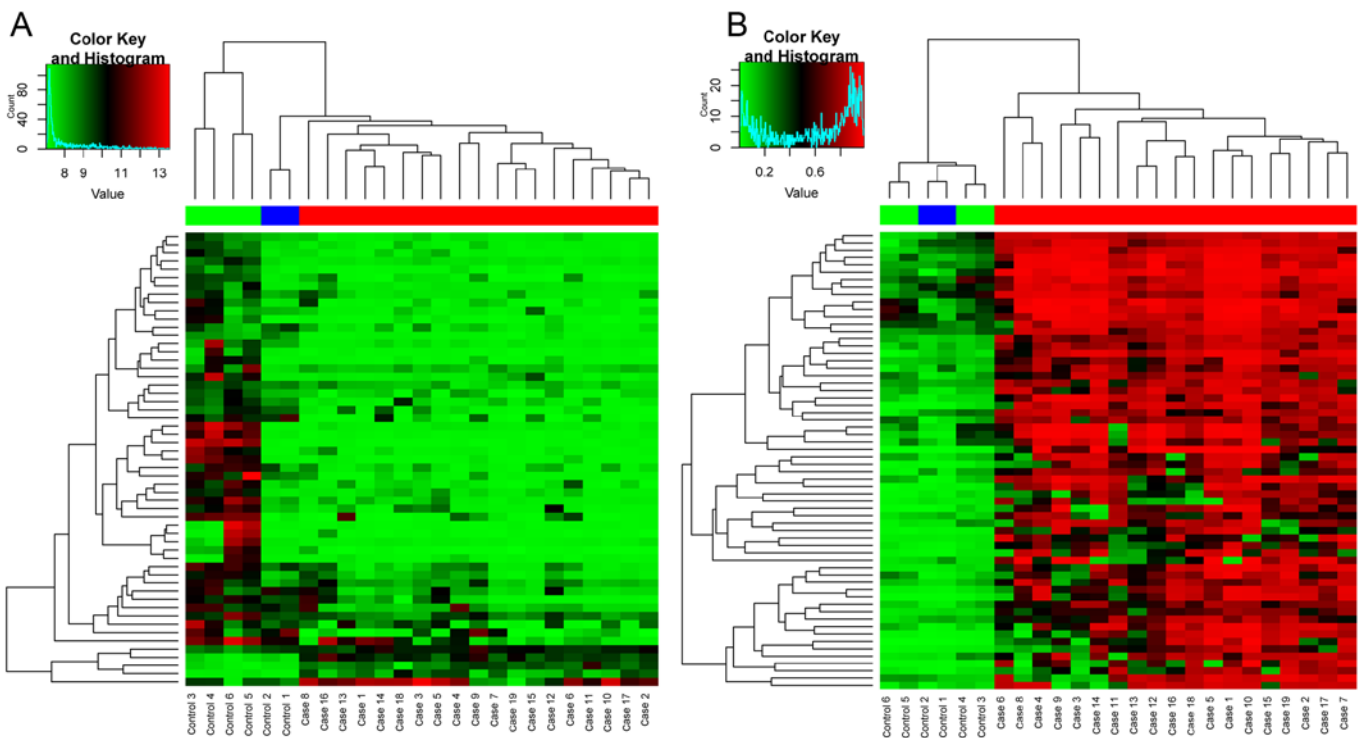 A
Color Key
and Histogram
Count
0 40 80
8 9 11 13
Value
Control 3
Control 4
Control 6
Control 5
Control 2
Control 1
Case 8
Case 16
Case 13
Case 1
Case 14
Case 18
Case 3
Case 5
Case 4
Case 9
Case 7
Case 19
Case 15
Case 12
Case 6
Case 11
Case 10
Case 17
Case 2
B
Color Key
and Histogram
Count
0 10 20
0.2 0.6
Value
Control 6
Control 5
Control 2
Control 1
Control 4
Control 3
Case 6
Case 8
Case 4
Case 9
Case 3
Case 14
Case 11
Case 13
Case 12
Case 16
Case 18
Case 5
Case 1
Case 10
Case 15
Case 19
Case 2
Case 17
Case 7